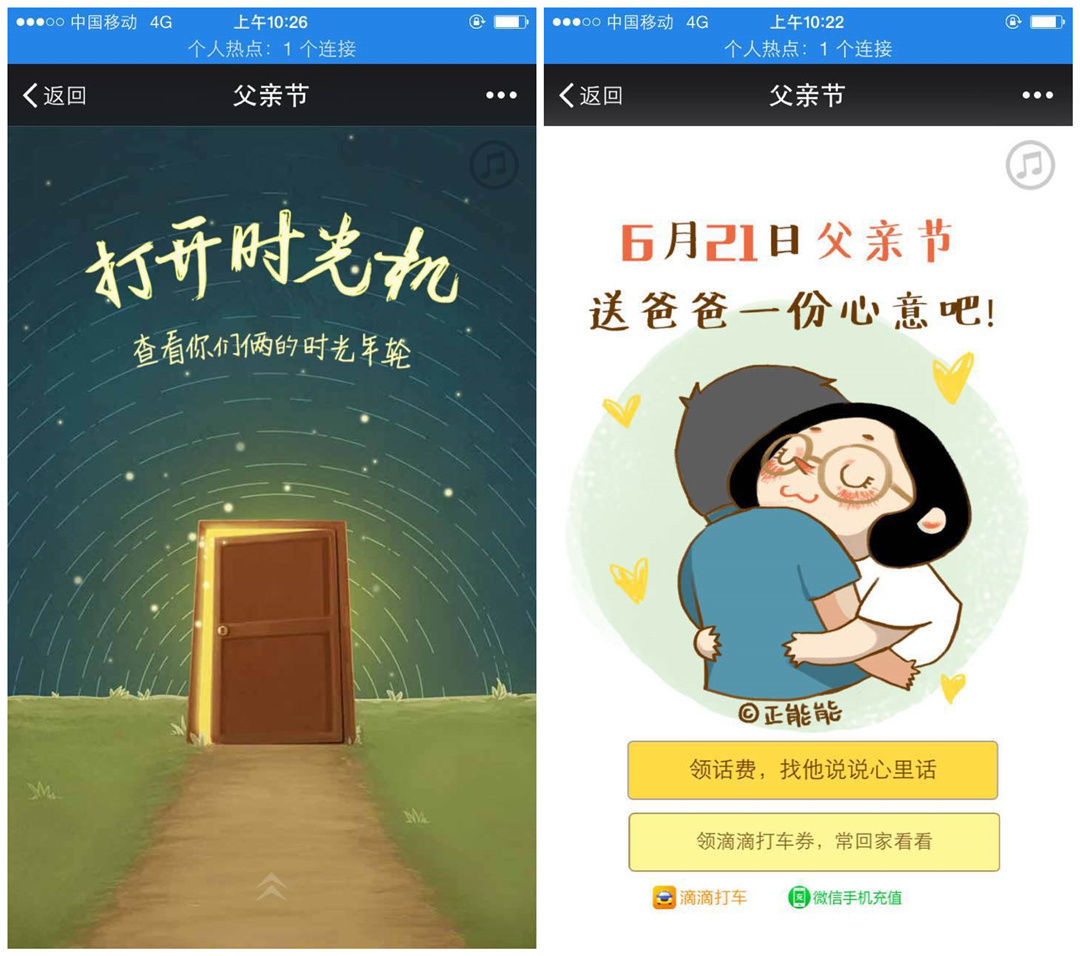 中国移动 4G 上午10:26
个人热点：1 个连接
返回 父亲节
打开时光机
查看你们俩的时光年轮
中国移动 4G 上午10:22
个人热点：1 个连接
返回 父亲节
6月21日父亲节
送爸爸一份心意吧!
©正能能
领话费，找他说说心里话
领滴滴打车券，常回家看看
滴滴打车 微信手机充值